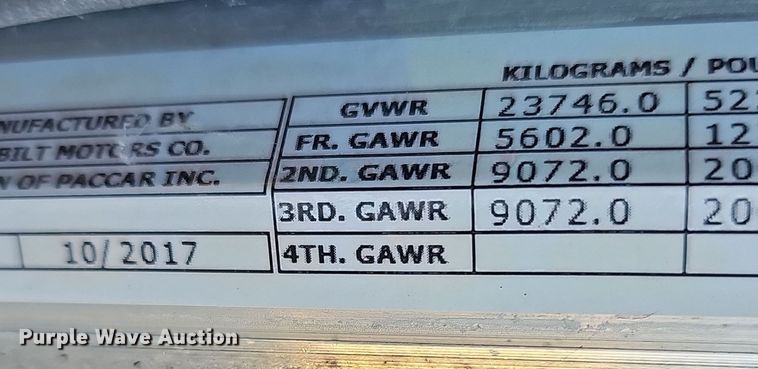 KILOGRAMS / POU
NUFACTURED BY GVWR 23746.0 52
BILT MOTORS CO. FR. GAWR 5602.0 12
N OF PACCAR INC. 2ND. GAWR 9072.0 20
3RD. GAWR 9072.0 20
10/2017 4TH. GAWR
Purple Wave Auction